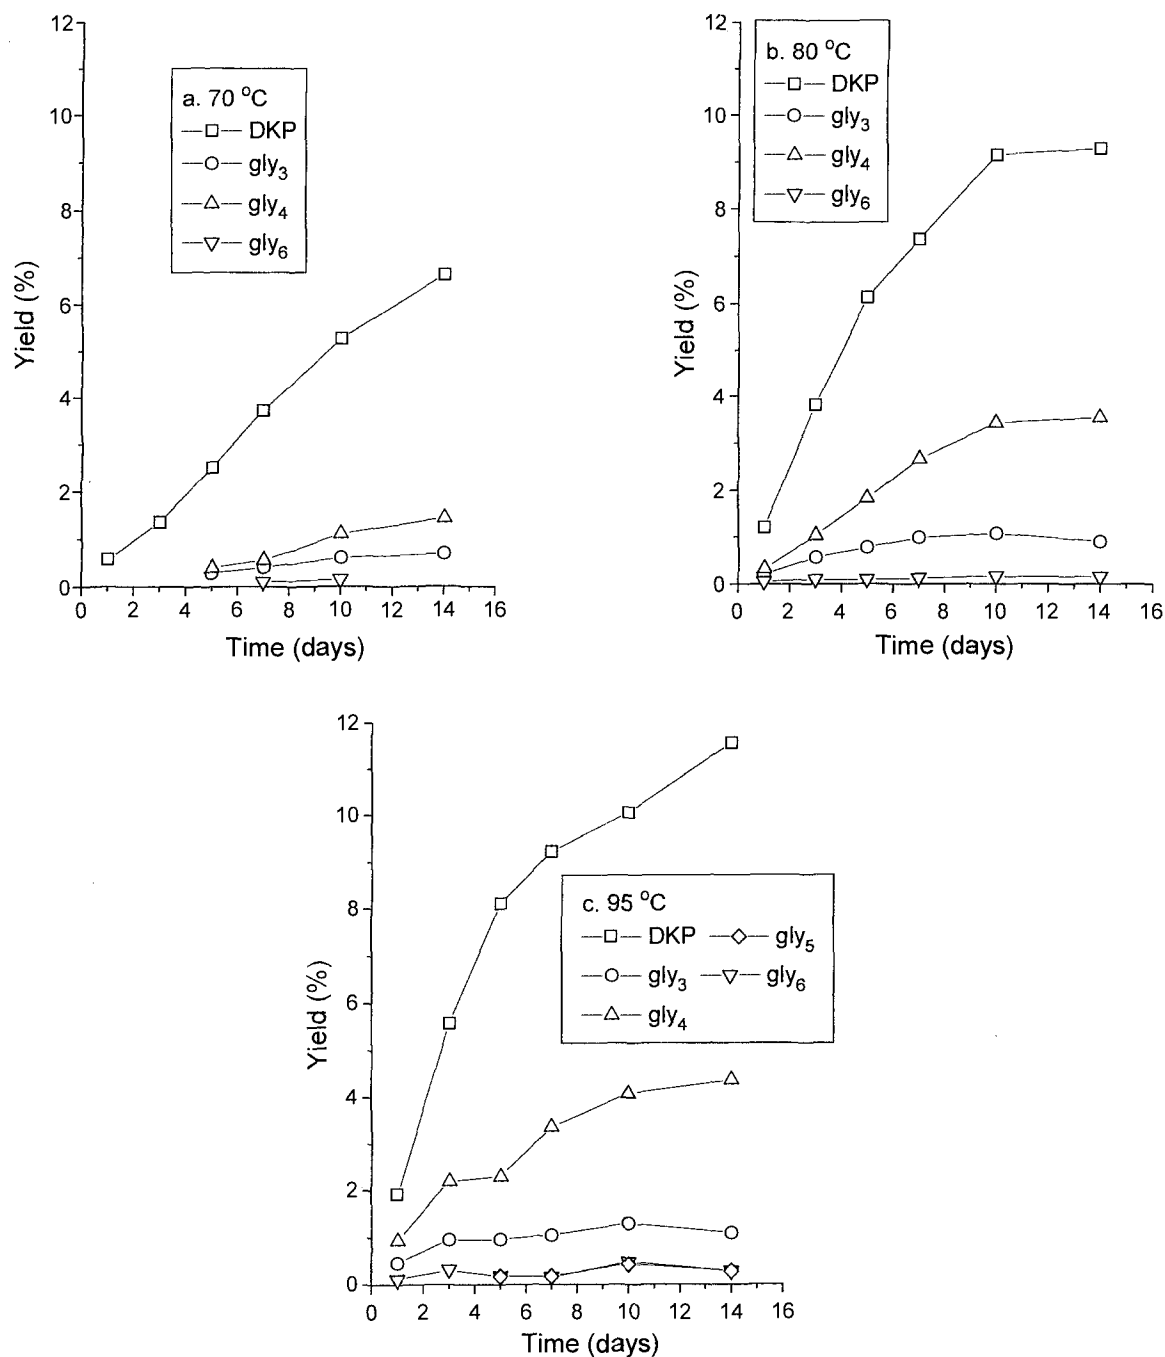 12
10
8
6
4
2
0
Yield (%)
a. 70 °C
DKP
gly3
gly4
gly6
0 2 4 6 8 10 12 14 16
Time (days)
12
10
8
6
4
2
0
Yield (%)
b. 80 °C
DKP
gly3
gly4
gly6
0 2 4 6 8 10 12 14 16
Time (days)
12
10
8
6
4
2
0
Yield (%)
c. 95 °C
DKP gly5
gly3 gly6
gly4
0 2 4 6 8 10 12 14 16
Time (days)